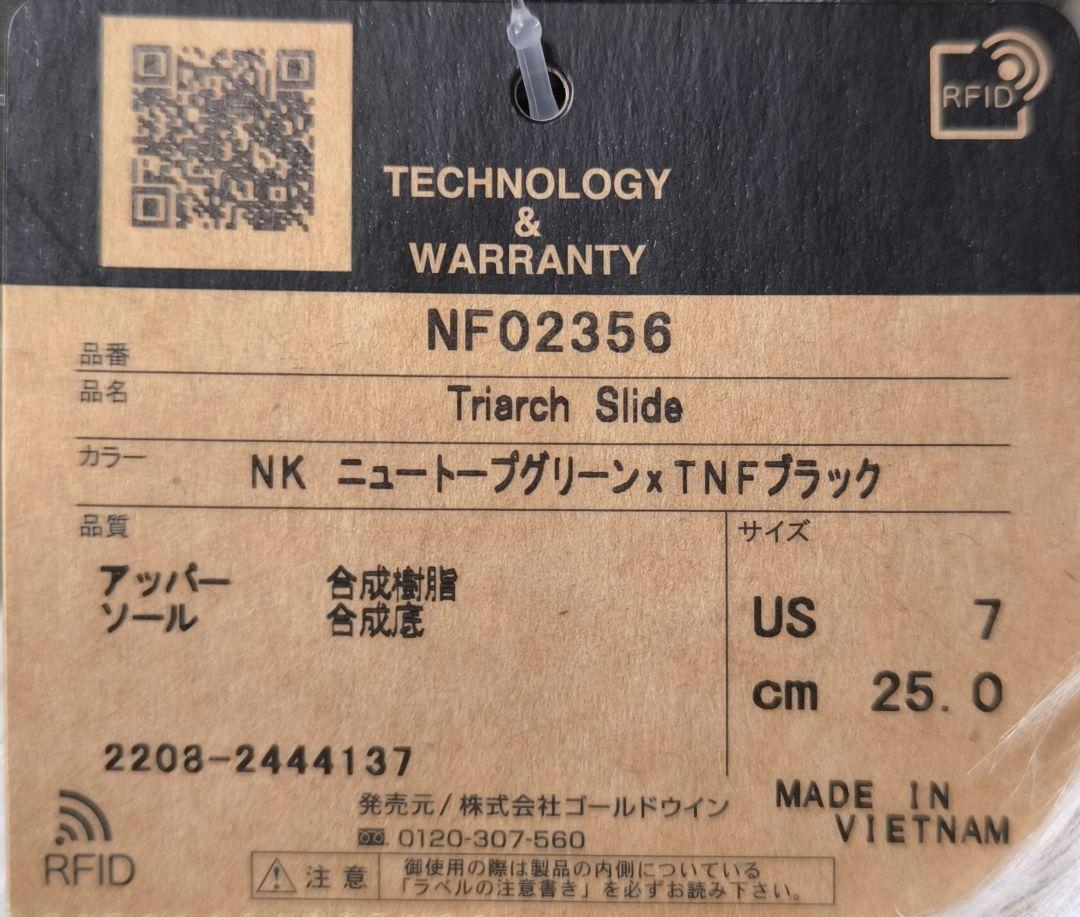 RFID
TECHNOLOGY
&
WARRANTY
品番 NF02356
品名 Triarch Slide
カラー NK ニュートープグリーンxTNFブラック
品質
アッパー 合成樹脂
ソール 合成底
サイズ
US 7
cm 25.0
2208-2444137
MADE IN
VIETNAM
発売元/株式会社ゴールドウイン
0120-307-560
RFID
注意
御使用の際は製品の内側についている
「ラベルの注意書き」を必ずお読み下さい。